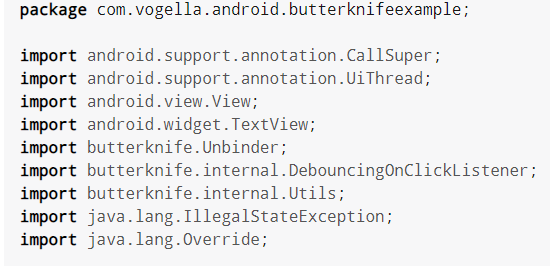 package com.vogella.android.butterknifeexample;
import android.support.annotation.CallSuper;
import android.support.annotation.UiThread;
import android.view.View;
import android.widget.TextView;
import butterknife.Unbinder;
import butterknife.internal.DebouncingOnClickListener;
import butterknife.internal.Utils;
import java.lang.IllegalStateException;
import java.lang.Override;